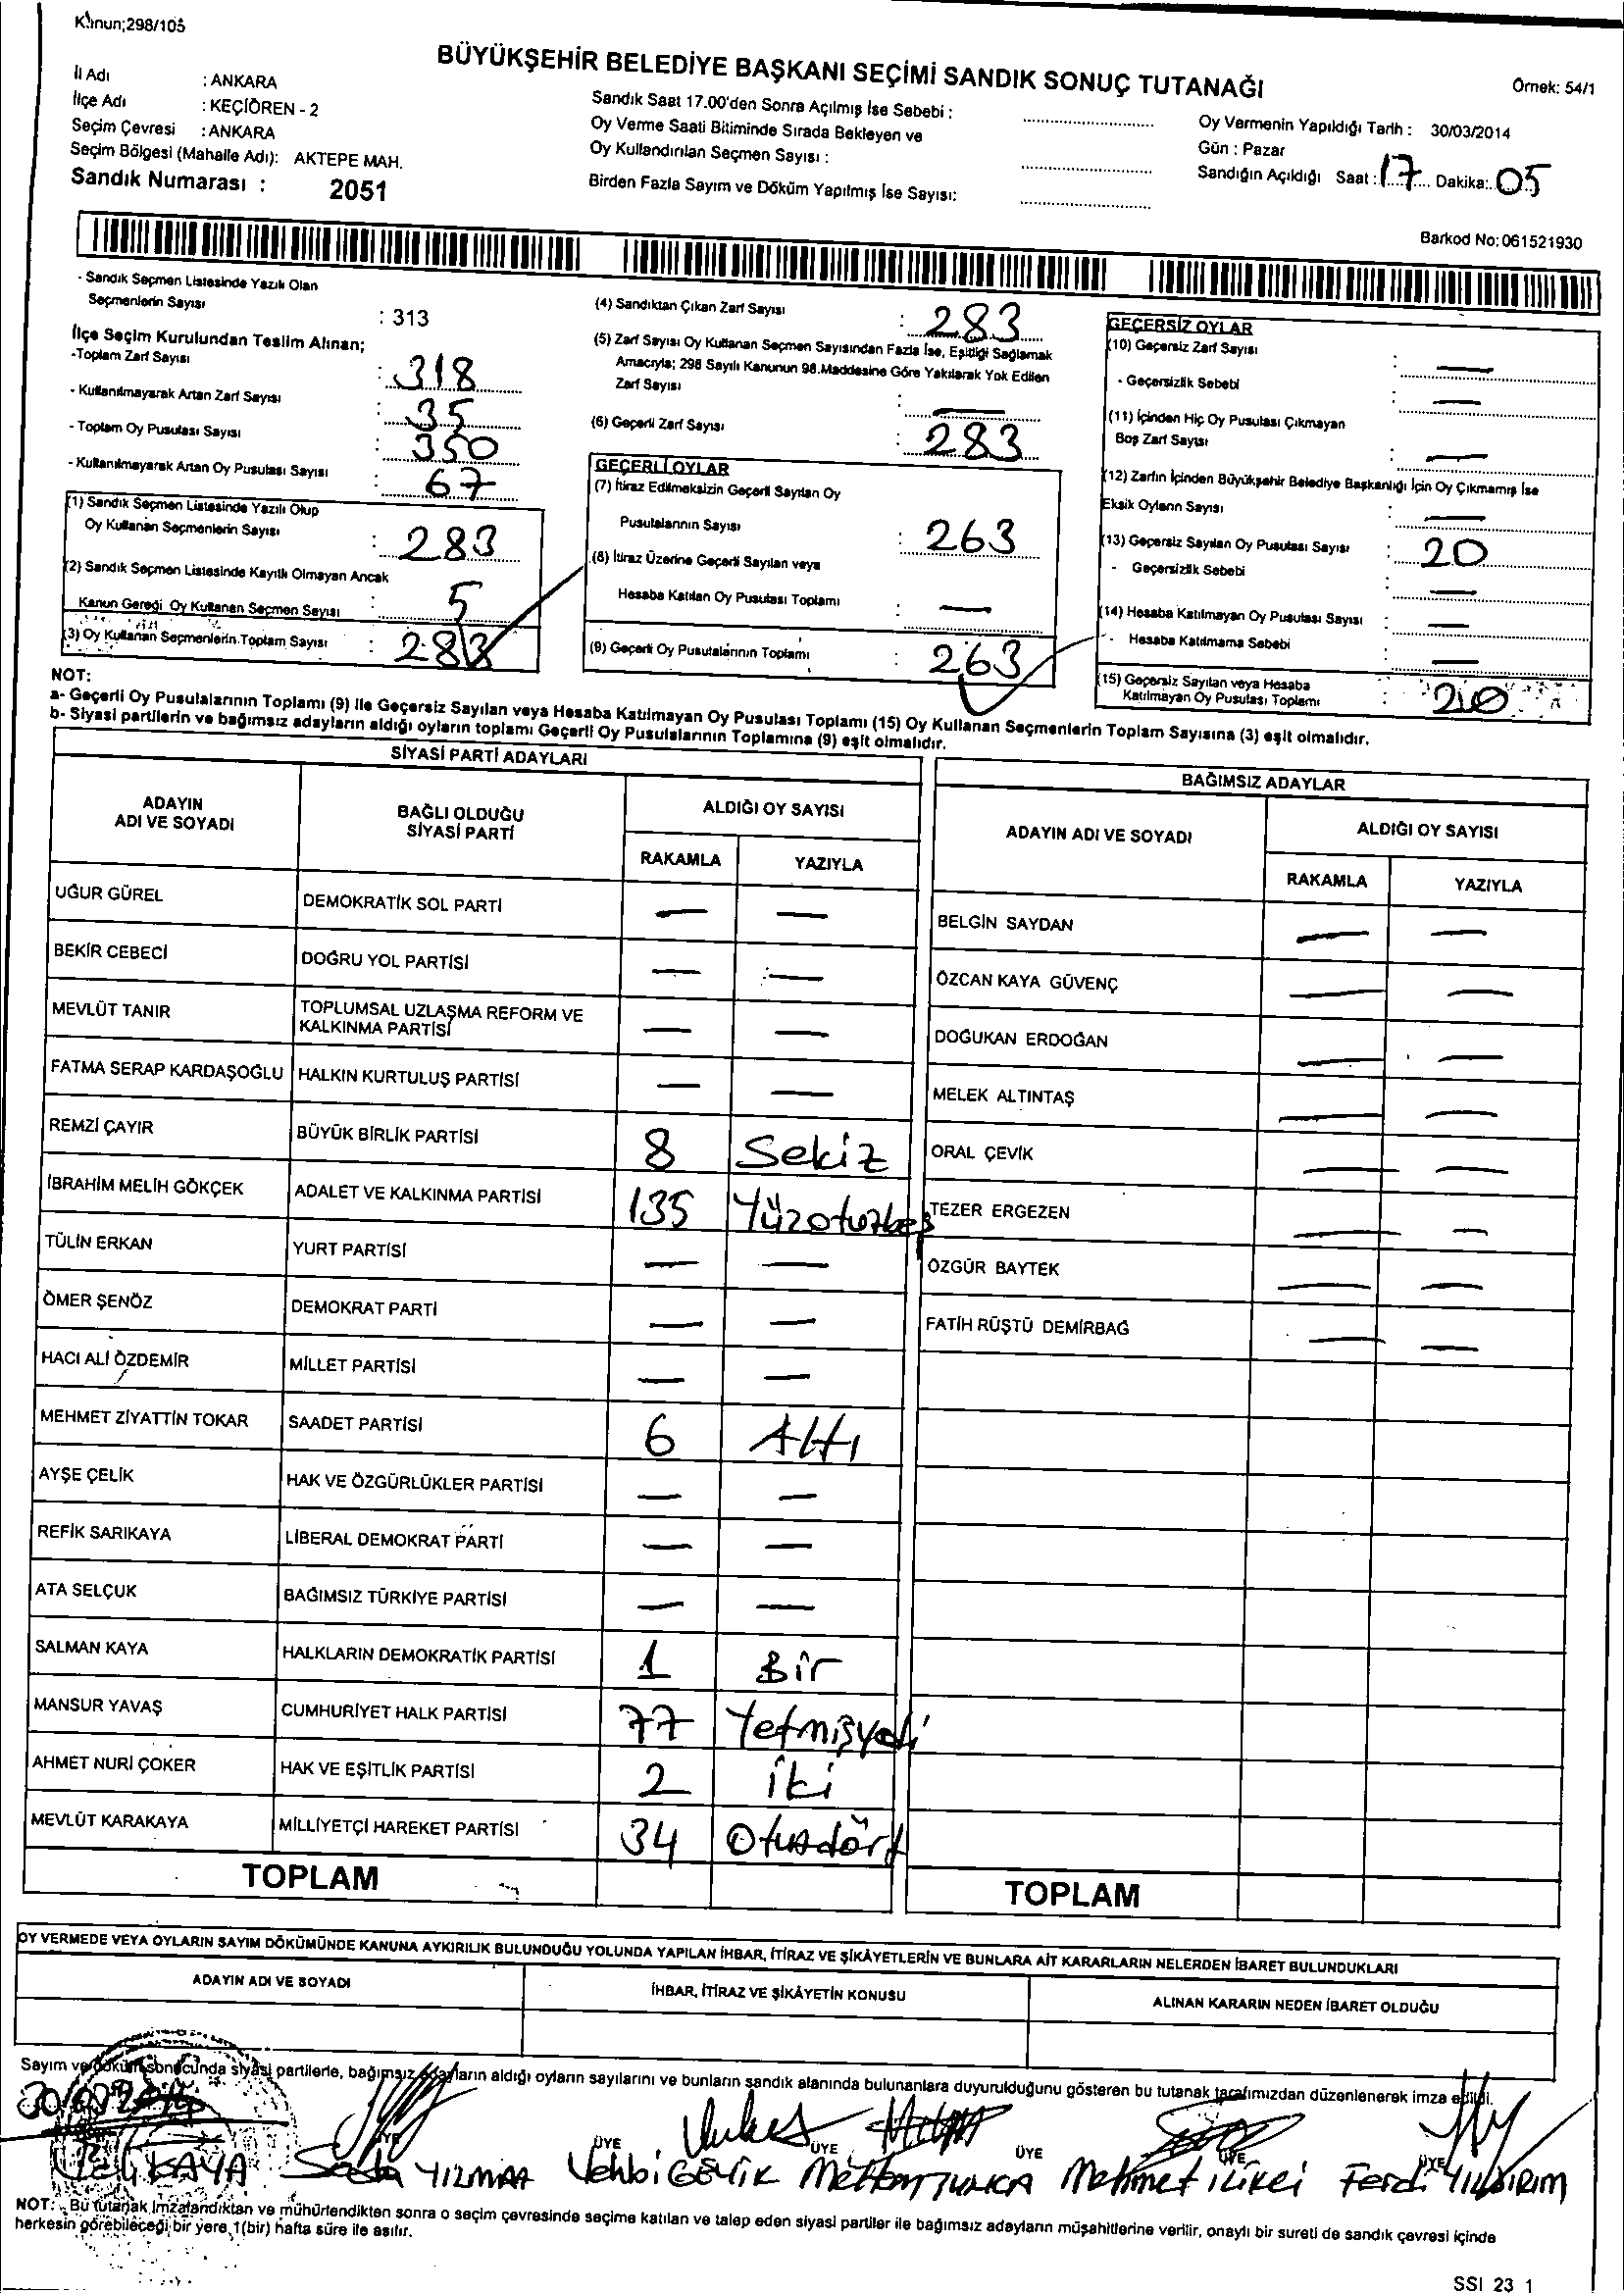 Kanun;298/105
BÜYÜKŞEHİR BELEDİYE BAŞKANI SEÇİMİ SANDIK SONUÇ TUTANAĞI
Örnek: 54/1
İl Adı : ANKARA
İlçe Adı : KEÇİÖREN - 2
Seçim Çevresi : ANKARA
Seçim Bölgesi (Mahalle Adı): AKTEPE MAH.
Sandık Numarası : 2051
Sandık Saat 17.00'den Sonra Açılmış İse Sebebi :
Oy Verme Saati Bitiminde Sırada Bekleyen ve
Oy Kullandırılan Seçmen Sayısı :
Birden Fazla Sayım ve Döküm Yapılmış İse Sayısı:
Oy Vermenin Yapıldığı Tarih : 30/03/2014
Gün : Pazar
Sandığın Açıldığı Saat : 17 Dakika: 05
Barkod No: 061521930
- Sandık Seçmen Listesinde Yazılı Olan
Seçmenlerin Sayısı : 313
İlçe Seçim Kurulundan Teslim Alınan;
-Toplam Zarf Sayısı : 318
- Kullanılmayarak Artan Zarf Sayısı : 35
- Toplam Oy Pusulası Sayısı : 350
- Kullanılmayarak Artan Oy Pusulası Sayısı : 67
(1) Sandık Seçmen Listesinde Yazılı Olup
Oy Kullanan Seçmenlerin Sayısı : 283
(2) Sandık Seçmen Listesinde Kayıtlı Olmayan Ancak
Kanun Gereği Oy Kullanan Seçmen Sayısı : 5
(3) Oy Kullanan Seçmenlerin Toplam Sayısı : 283
(4) Sandıktan Çıkan Zarf Sayısı : 283
(5) Zarf Sayısı Oy Kullanan Seçmen Sayısından Fazla İse, Eşitliği Sağlamak
Amacıyla; 298 Sayılı Kanunun 98.Maddesine Göre Yakılarak Yok Edilen
Zarf Sayısı : —
(6) Geçerli Zarf Sayısı : 283
GEÇERLİ OYLAR
(7) İtiraz Edilmeksizin Geçerli Sayılan Oy
Pusulalarının Sayısı : 263
(8) İtiraz Üzerine Geçerli Sayılan veya
Hesaba Katılan Oy Pusulası Toplamı : —
(9) Geçerli Oy Pusulalarının Toplamı : 263
GEÇERSİZ OYLAR
(10) Geçersiz Zarf Sayısı : —
- Geçersizlik Sebebi : —
(11) İçinden Hiç Oy Pusulası Çıkmayan
Boş Zarf Sayısı : —
(12) Zarfın İçinden Büyükşehir Belediye Başkanlığı İçin Oy Çıkmamış İse
Eksik Oyların Sayısı : —
(13) Geçersiz Sayılan Oy Pusulası Sayısı : 20
- Geçersizlik Sebebi : —
(14) Hesaba Katılmayan Oy Pusulası Sayısı : —
- Hesaba Katılmama Sebebi : —
(15) Geçersiz Sayılan veya Hesaba
Katılmayan Oy Pusulası Toplamı : 20
NOT:
a- Geçerli Oy Pusulalarının Toplamı (9) ile Geçersiz Sayılan veya Hesaba Katılmayan Oy Pusulası Toplamı (15) Oy Kullanan Seçmenlerin Toplam Sayısına (3) eşit olmalıdır.
b- Siyasi partilerin ve bağımsız adayların aldığı oyların toplamı Geçerli Oy Pusulalarının Toplamına (9) eşit olmalıdır.
SİYASİ PARTİ ADAYLARI
ADAYIN ADI VE SOYADI BAĞLI OLDUĞU SİYASİ PARTİ ALDIĞI OY SAYISI
RAKAMLA YAZIYLA
UĞUR GÜREL DEMOKRATİK SOL PARTİ — —
BEKİR CEBECİ DOĞRU YOL PARTİSİ — —
MEVLÜT TANIR TOPLUMSAL UZLAŞMA REFORM VE KALKINMA PARTİSİ — —
FATMA SERAP KARDAŞOĞLU HALKIN KURTULUŞ PARTİSİ — —
REMZİ ÇAYIR BÜYÜK BİRLİK PARTİSİ 8 Sekiz
İBRAHİM MELİH GÖKÇEK ADALET VE KALKINMA PARTİSİ 135 Yüzotuzbeş
TÜLİN ERKAN YURT PARTİSİ — —
ÖMER ŞENÖZ DEMOKRAT PARTİ — —
HACI ALİ ÖZDEMİR MİLLET PARTİSİ — —
MEHMET ZİYATTİN TOKAR SAADET PARTİSİ 6 Altı
AYŞE ÇELİK HAK VE ÖZGÜRLÜKLER PARTİSİ — —
REFİK SARIKAYA LİBERAL DEMOKRAT PARTİ — —
ATA SELÇUK BAĞIMSIZ TÜRKİYE PARTİSİ — —
SALMAN KAYA HALKLARIN DEMOKRATİK PARTİSİ 1 Bir
MANSUR YAVAŞ CUMHURİYET HALK PARTİSİ 77 Yetmişyedi
AHMET NURİ ÇOKER HAK VE EŞİTLİK PARTİSİ 2 iki
MEVLÜT KARAKAYA MİLLİYETÇİ HAREKET PARTİSİ 34 Otuzdört
TOPLAM
BAĞIMSIZ ADAYLAR
ADAYIN ADI VE SOYADI ALDIĞI OY SAYISI
RAKAMLA YAZIYLA
BELGİN SAYDAN — —
ÖZCAN KAYA GÜVENÇ — —
DOĞUKAN ERDOĞAN — —
MELEK ALTINTAŞ — —
ORAL ÇEVİK — —
TEZER ERGEZEN — —
ÖZGÜR BAYTEK — —
FATİH RÜŞTÜ DEMİRBAĞ — —
TOPLAM
OY VERMEDE VEYA OYLARIN SAYIM DÖKÜMÜNDE KANUNA AYKIRILIK BULUNDUĞU YOLUNDA YAPILAN İHBAR, İTİRAZ VE ŞİKÂYETLERİN VE BUNLARA AİT KARARLARIN NELERDEN İBARET BULUNDUKLARI
ADAYIN ADI VE SOYADI İHBAR, İTİRAZ VE ŞİKÂYETİN KONUSU ALINAN KARARIN NEDEN İBARET OLDUĞU
Sayım ve döküm sonucunda siyasi partilerle, bağımsız adayların aldığı oyların sayılarını ve bunların sandık alanında bulunanlara duyurulduğunu gösteren bu tutanak tarafımızdan düzenlenerek imza edildi.
ÜYE ÜYE ÜYE ÜYE ÜYE ÜYE
KAYA YILMAZ Vehbi Mehmet Ferdi YILDIRIM
NOT: Bu tutanak imzalandıktan ve mühürlendikten sonra o seçim çevresinde seçime katılan ve talep eden siyasi partiler ile bağımsız adayların müşahitlerine verilir, onaylı bir sureti de sandık çevresi içinde
herkesin görebileceği bir yere 1(bir) hafta süre ile asılır.
SSI 23 1